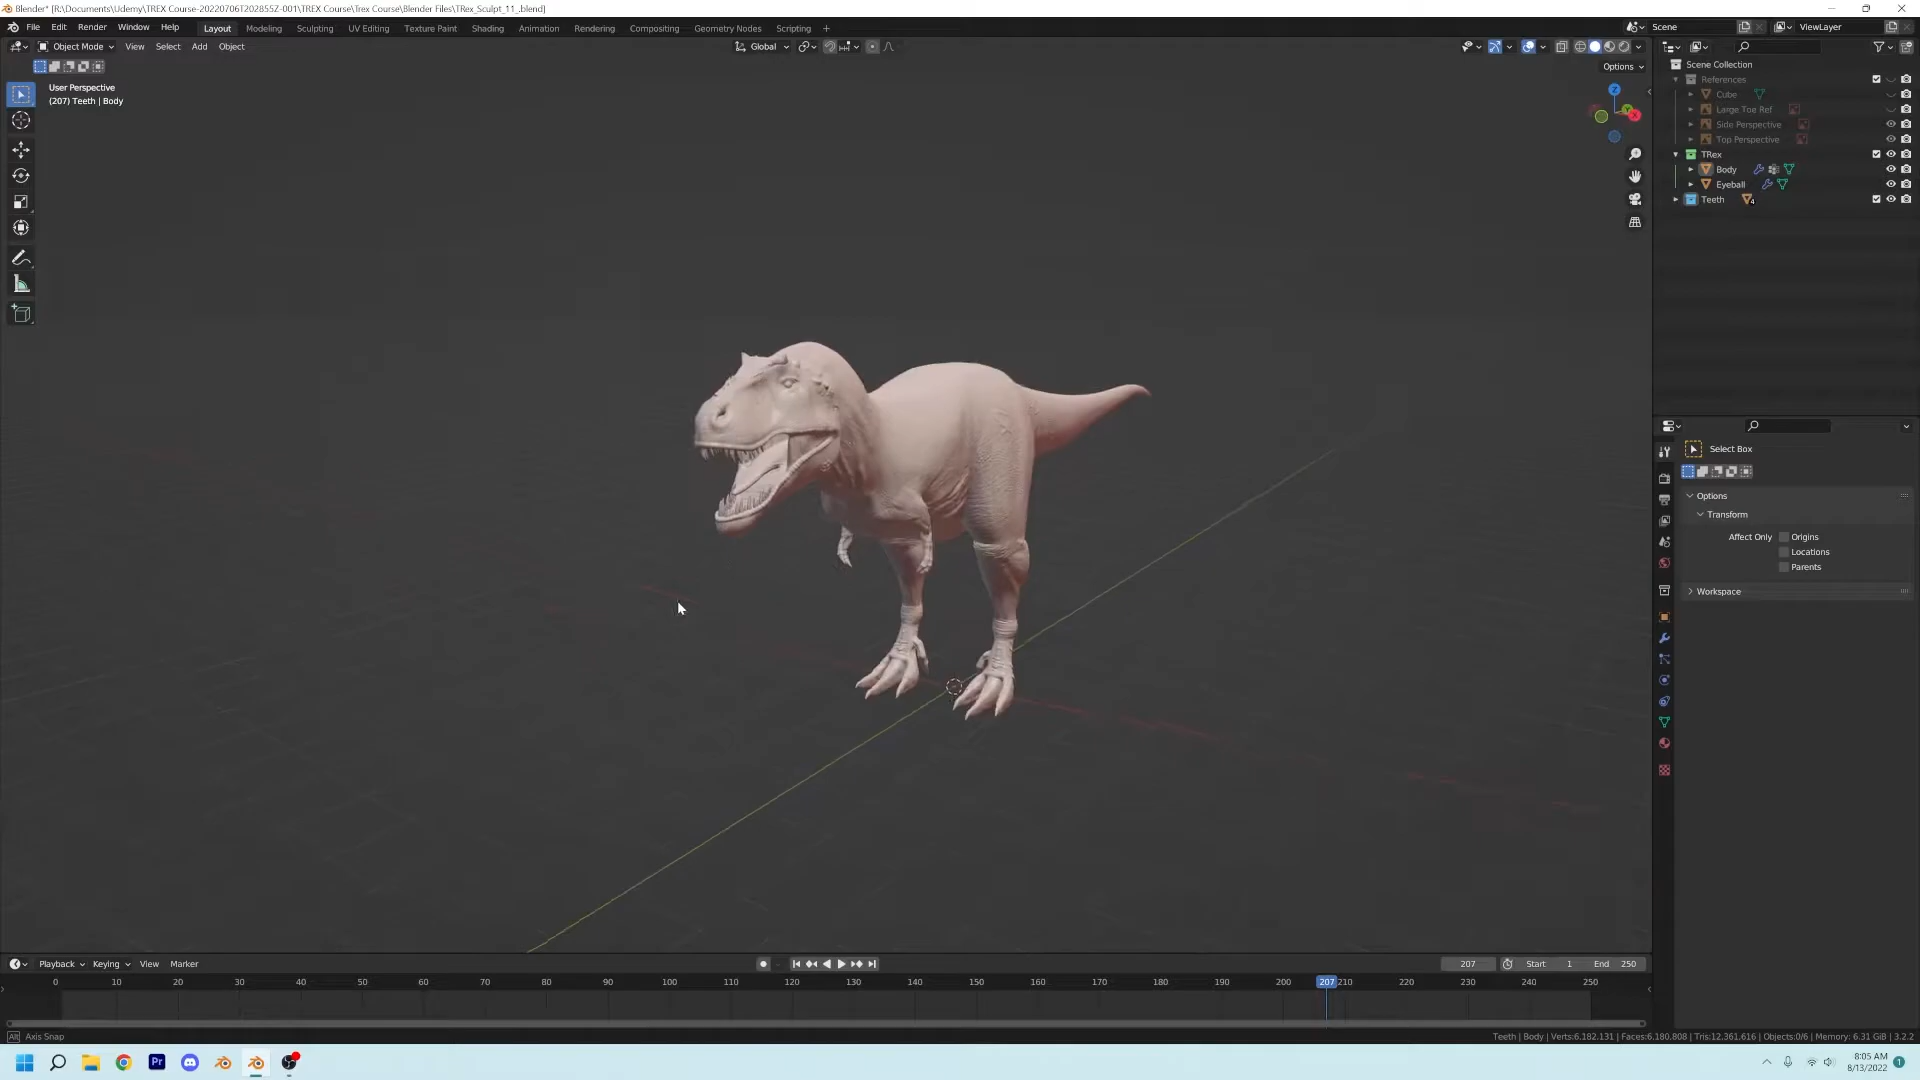 Blender* [R:\Documents\Udemy\TREX Course-20220706T202855Z-001\TREX Course\Trex Course\Blender Files\TRex_Sculpt_11_.blend]
File Edit Render Window Help Layout Modeling Sculpting UV Editing Texture Paint Shading Animation Rendering Compositing Geometry Nodes Scripting + Scene ViewLayer
Object Mode View Select Add Object Global
Options
User Perspective
(207) Teeth | Body
Z
Y
X
Scene Collection
References
Cube
Large Toe Ref
Side Perspective
Top Perspective
TRex
Body
Eyeball
Teeth 4
Select Box
Options
Transform
Affect Only Origins
Locations
Parents
Workspace
Playback Keying View Marker 207 Start 1 End 250
0 10 20 30 40 50 60 70 80 90 100 110 120 130 140 150 160 170 180 190 200 207 210 220 230 240 250
Alt Axis Snap
Teeth | Body | Verts:6,182,131 | Faces:6,180,808 | Tris:12,361,616 | Objects:0/6 | Memory: 6.31 GiB | 3.2.2
Pr
8:05 AM
8/13/2022
1